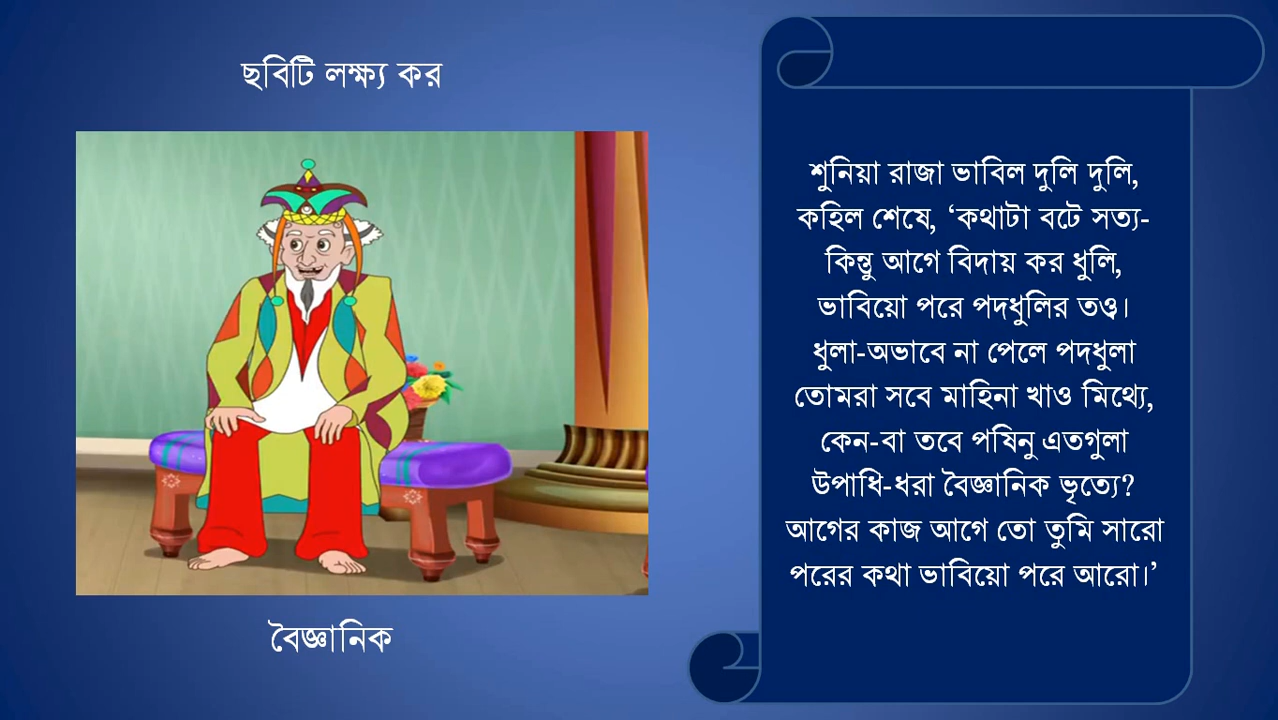 ছবিটি লক্ষ্য কর
বৈজ্ঞানিক
শুনিয়া রাজা ভাবিল দুলি দুলি,
কহিল শেষে, ‘কথাটা বটে সত্য-
কিন্তু আগে বিদায় কর ধুলি,
ভাবিয়ো পরে পদধুলির তত্ত্ব।
ধুলা-অভাবে না পেলে পদধুলা
তোমরা সবে মাহিনা খাও মিথ্যে,
কেন-বা তবে পষিনু এতগুলা
উপাধি-ধরা বৈজ্ঞানিক ভৃত্যে?
আগের কাজ আগে তো তুমি সারো
পরের কথা ভাবিয়ো পরে আরো।’